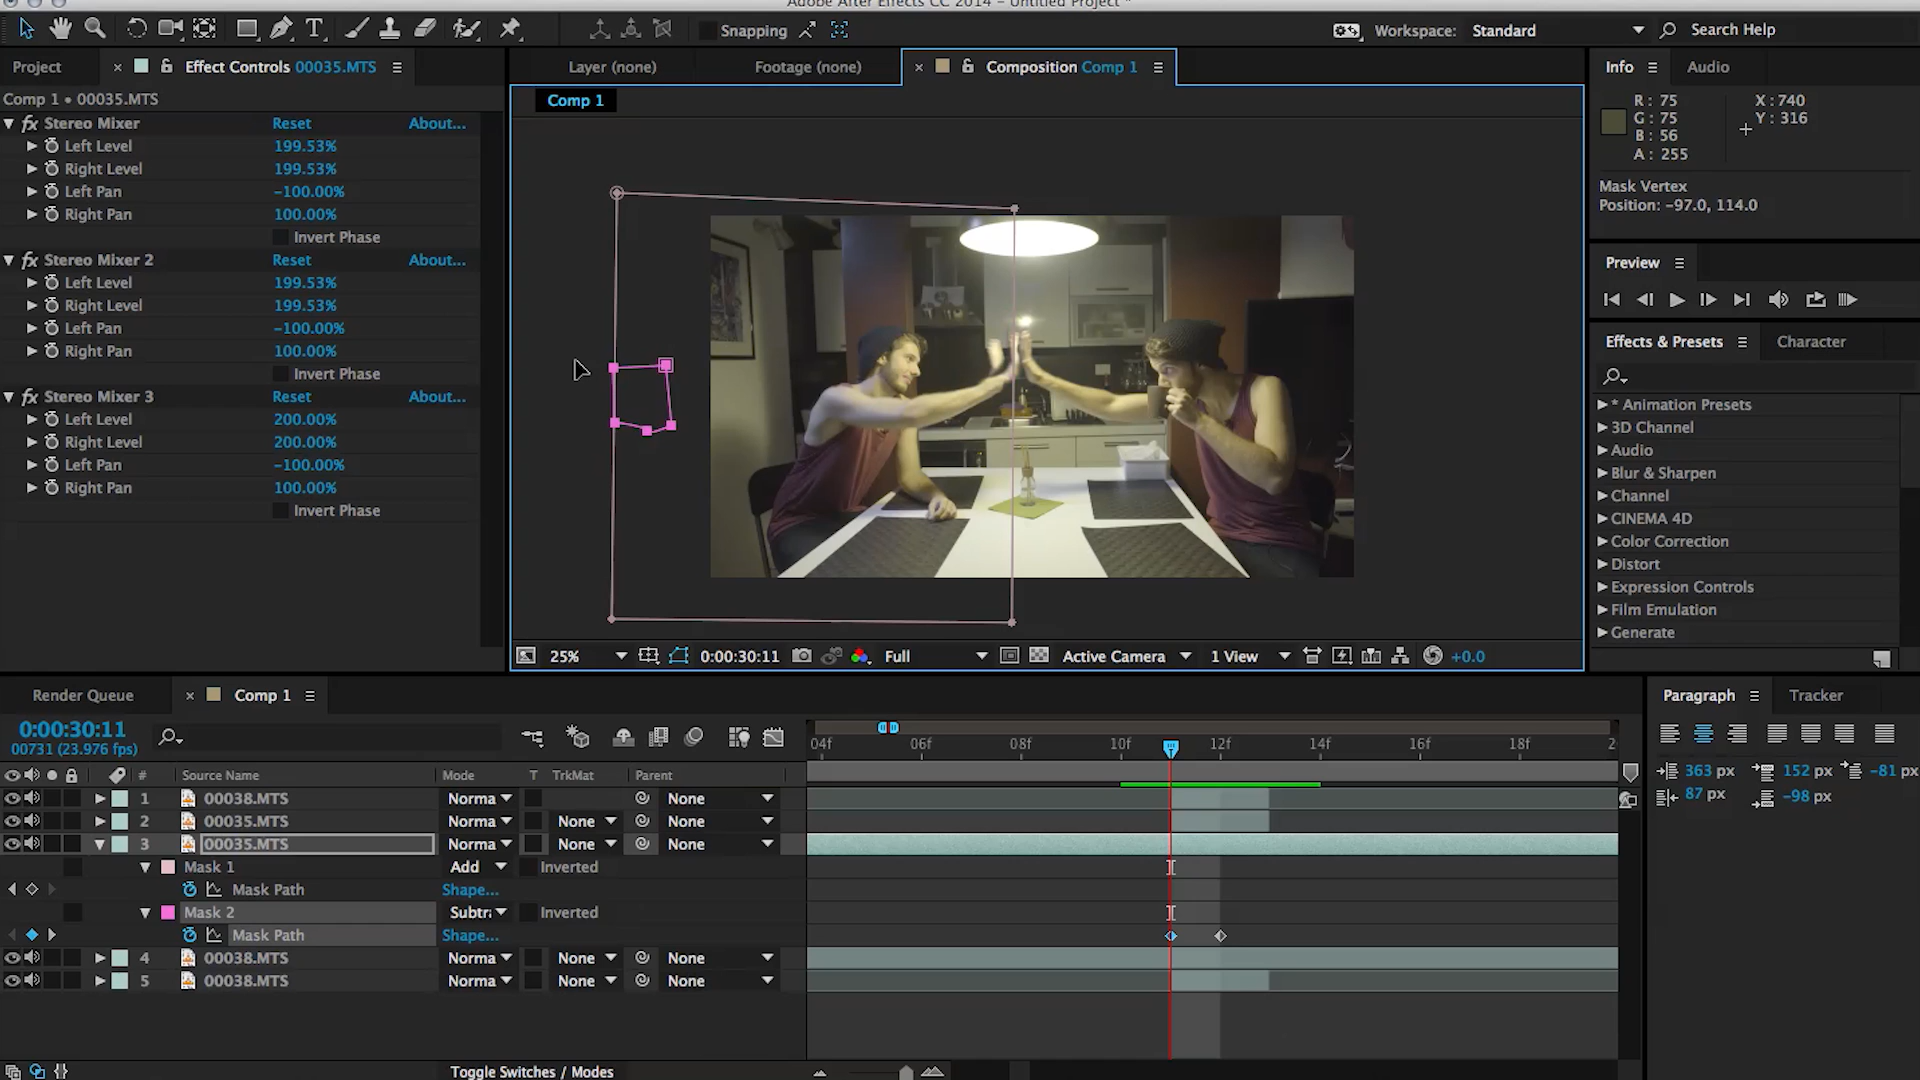 Adobe After Effects CC 2014 - Untitled Project *
Snapping
Workspace: Standard
Search Help
Project
Effect Controls 00035.MTS
Layer (none)
Footage (none)
Composition Comp 1
Info
Audio
Comp 1 • 00035.MTS
Comp 1
R: 75
G: 75
B: 56
A: 255
X: 740
Y: 316
Mask Vertex
Position: -97.0, 114.0
fx Stereo Mixer Reset About...
Left Level 199.53%
Right Level 199.53%
Left Pan -100.00%
Right Pan 100.00%
Invert Phase
fx Stereo Mixer 2 Reset About...
Left Level 199.53%
Right Level 199.53%
Left Pan -100.00%
Right Pan 100.00%
Invert Phase
fx Stereo Mixer 3 Reset About...
Left Level 200.00%
Right Level 200.00%
Left Pan -100.00%
Right Pan 100.00%
Invert Phase
Preview
Effects & Presets
Character
* Animation Presets
3D Channel
Audio
Blur & Sharpen
Channel
CINEMA 4D
Color Correction
Distort
Expression Controls
Film Emulation
Generate
25%
0:00:30:11
Full
Active Camera
1 View
+0.0
Render Queue
Comp 1
Paragraph
Tracker
0:00:30:11
00731 (23.976 fps)
04f 06f 08f 10f 12f 14f 16f 18f 2
# Source Name Mode T TrkMat Parent
1 00038.MTS Norma None
2 00035.MTS Norma None None
3 00035.MTS Norma None None
Mask 1 Add Inverted
Mask Path Shape...
Mask 2 Subtra Inverted
Mask Path Shape...
4 00038.MTS Norma None None
5 00038.MTS Norma None None
363 px 152 px -81 px
87 px -98 px
Toggle Switches / Modes